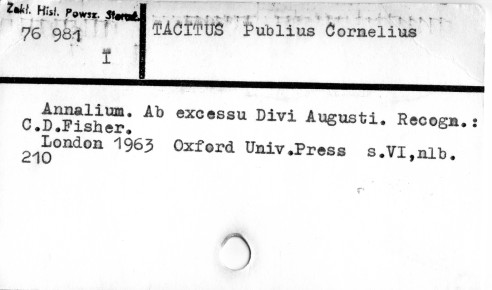 Zakł. Hist. Powsz. Staroż.
76 981
I
TACITUS Publius Cornelius
Annalium. Ab excessu Divi Augusti. Recogn.:
C.D.Fisher.
London 1963 Oxford Univ.Press s.VI,nlb.
210